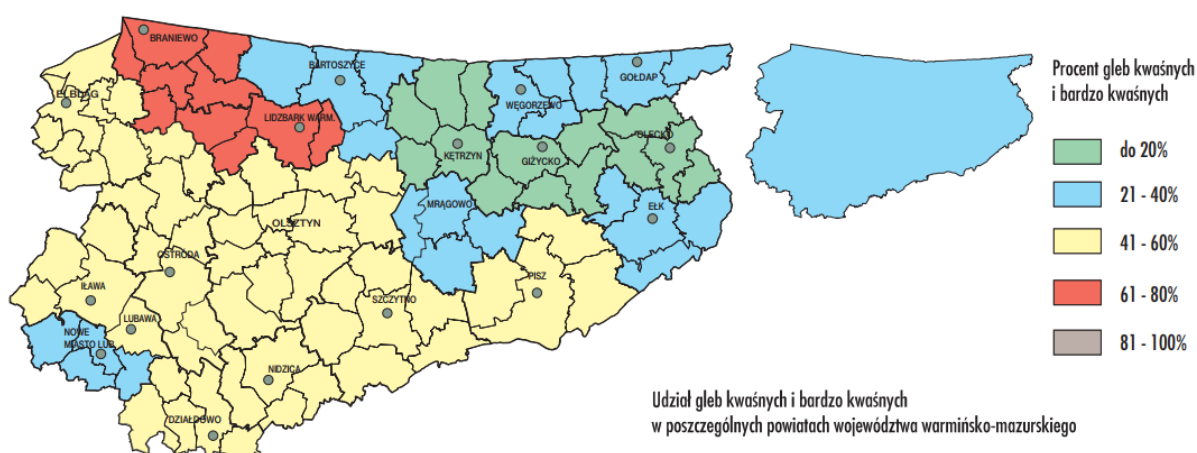 BRANIEWO
BARTOSZYCE
GOŁDAP
ELBLĄG
WĘGORZEWO
LIDZBARK WARM.
OLECKO
KĘTRZYN
GIŻYCKO
MRĄGOWO
EŁK
OLSZTYN
OSTRÓDA
PISZ
IŁAWA
SZCZYTNO
LUBAWA
NOWE
MIASTO LUB.
NIDZICA
DZIAŁDOWO
Procent gleb kwaśnych
i bardzo kwaśnych
do 20%
21 - 40%
41 - 60%
61 - 80%
81 - 100%
Udział gleb kwaśnych i bardzo kwaśnych
w poszczególnych powiatach województwa warmińsko-mazurskiego